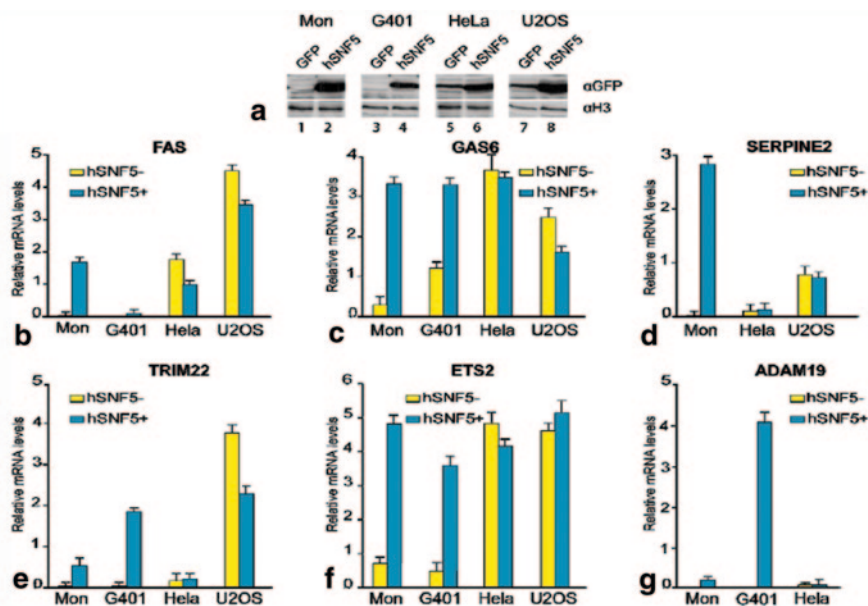 Mon G401 HeLa U2OS
GFP hSNF5 GFP hSNF5 GFP hSNF5 GFP hSNF5
αGFP
αH3
a
1 2 3 4 5 6 7 8
FAS
hSNF5-
hSNF5+
Relative mRNA levels
5
4
3
2
1
0
Mon G401 Hela U2OS
b
GAS6
hSNF5-
hSNF5+
Relative mRNA levels
4
3
2
1
0
Mon G401 Hela U2OS
c
SERPINE2
hSNF5-
hSNF5+
Relative mRNA levels
3
2
1
0
Mon Hela U2OS
d
TRIM22
hSNF5-
hSNF5+
Relative mRNA levels
5
4
3
2
1
0
Mon G401 Hela U2OS
e
ETS2
hSNF5-
hSNF5+
Relative mRNA levels
6
5
4
3
2
1
0
Mon G401 Hela U2OS
f
ADAM19
hSNF5-
hSNF5+
Relative mRNA levels
5
4
3
2
1
0
Mon G401 Hela
g